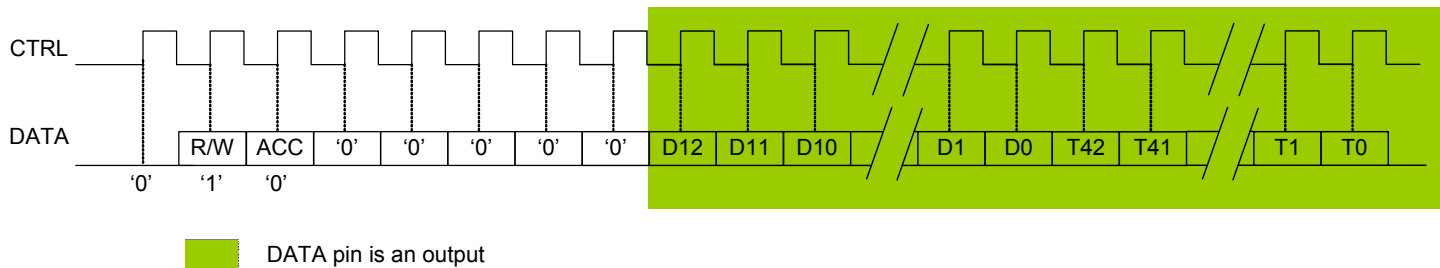 CTRL
DATA R/W ACC ‘0’ ‘0’ ‘0’ ‘0’ ‘0’ D12 D11 D10 D1 D0 T42 T41 T1 T0
‘0’ ‘1’ ‘0’
DATA pin is an output